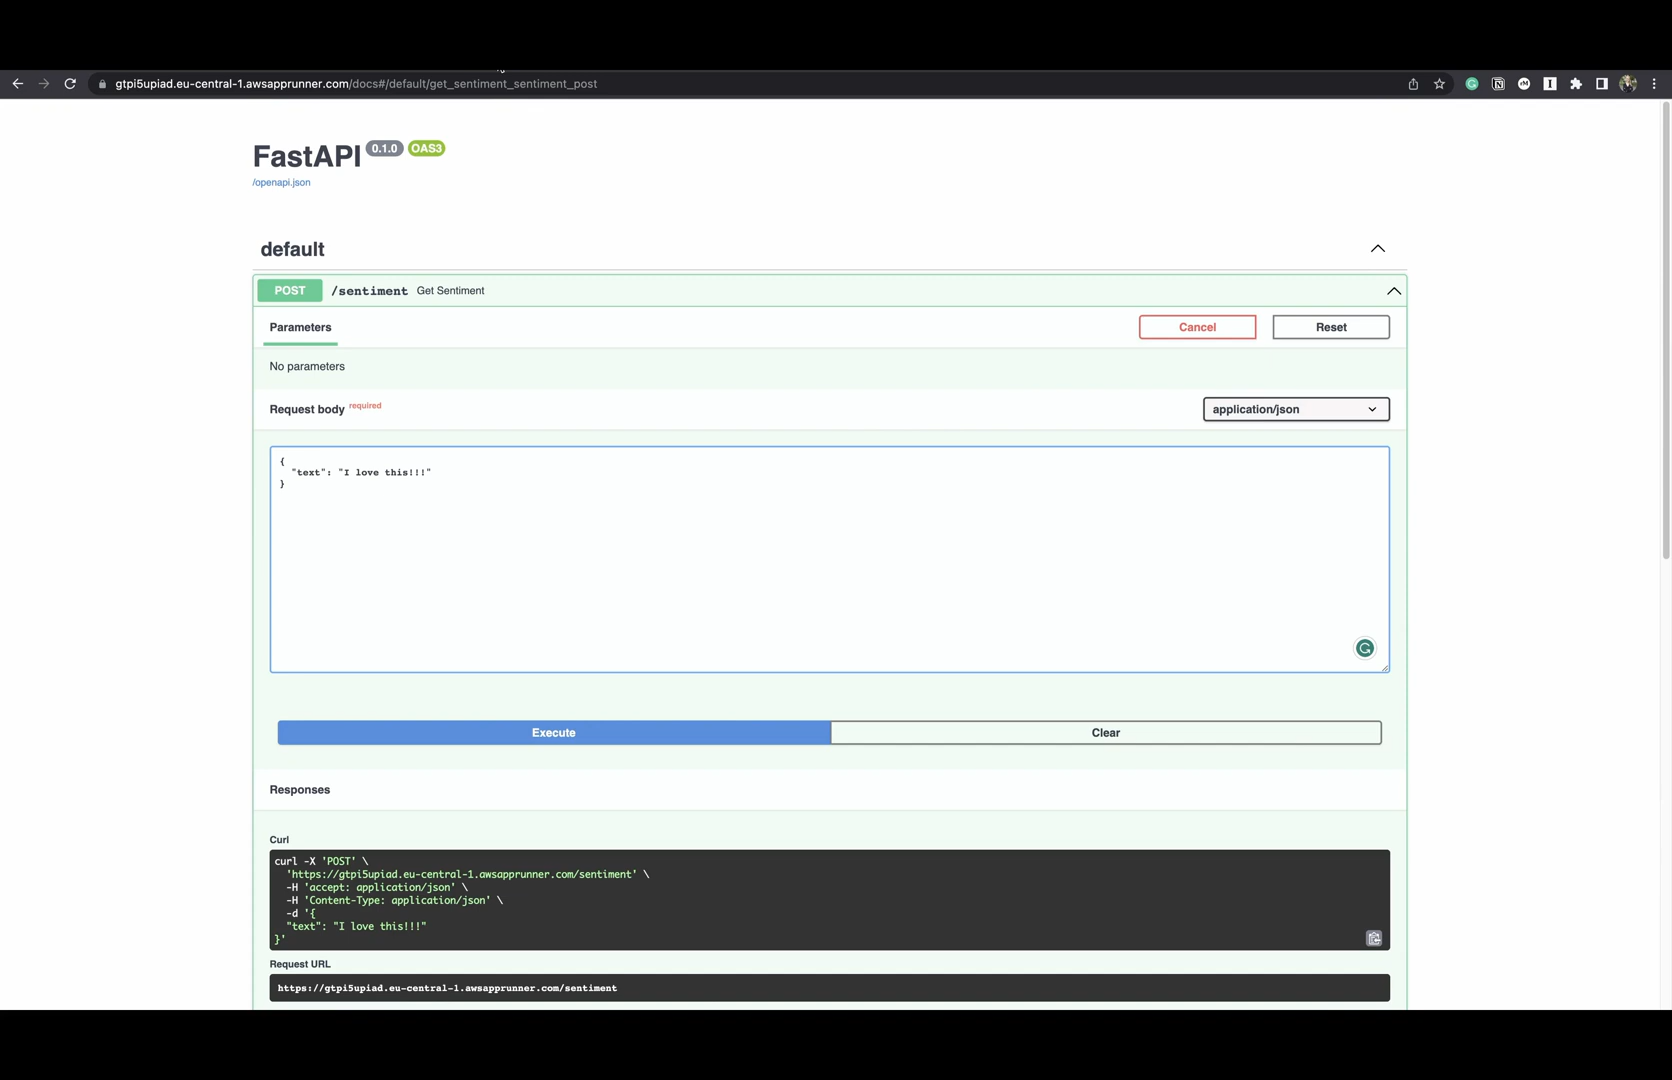 gtpi5upiad.eu-central-1.awsapprunner.com/docs#/default/get_sentiment_sentiment_post
FastAPI 0.1.0 OAS3
/openapi.json
default
POST /sentiment Get Sentiment
Parameters
Cancel
Reset
No parameters
Request body required
application/json
{
"text": "I love this!!!"
}
Execute
Clear
Responses
Curl
curl -X 'POST' \
'https://gtpi5upiad.eu-central-1.awsapprunner.com/sentiment' \
-H 'accept: application/json' \
-H 'Content-Type: application/json' \
-d '{
"text": "I love this!!!"
}'
Request URL
https://gtpi5upiad.eu-central-1.awsapprunner.com/sentiment